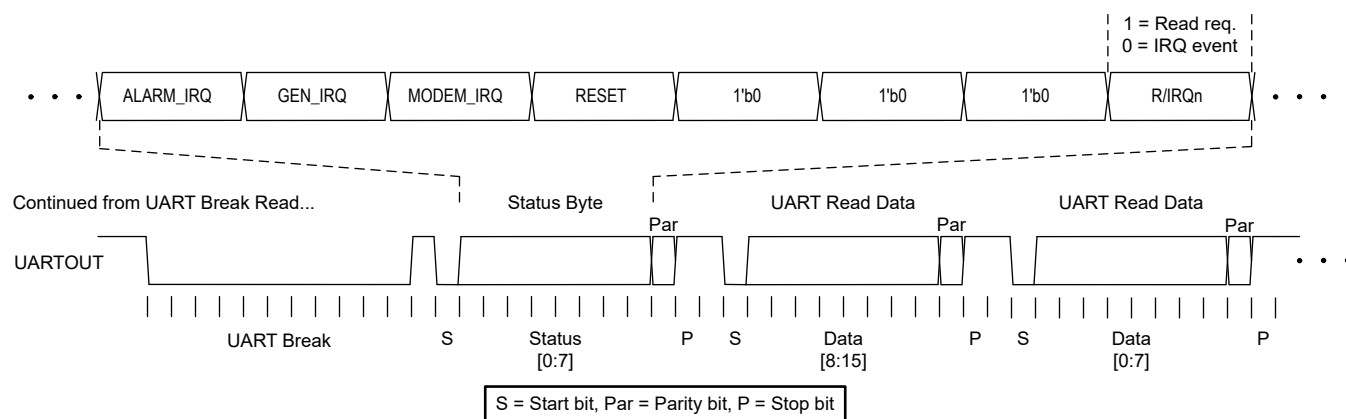 1 = Read req.
0 = IRQ event
• • • ALARM_IRQ GEN_IRQ MODEM_IRQ RESET 1'b0 1'b0 1'b0 R/IRQn • • •
Continued from UART Break Read... Status Byte UART Read Data UART Read Data
Par Par Par
UARTOUT • • •
UART Break S Status P S Data P S Data P
[0:7] [8:15] [0:7]
S = Start bit, Par = Parity bit, P = Stop bit